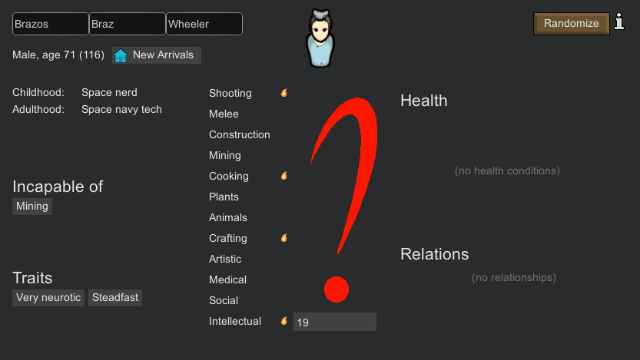 Brazos Braz Wheeler Randomize
Male, age 71 (116) New Arrivals
Childhood: Space nerd
Adulthood: Space navy tech
Incapable of
Mining
Traits
Very neurotic Steadfast
Shooting
Melee
Construction
Mining
Cooking
Plants
Animals
Crafting
Artistic
Medical
Social
Intellectual 19
?
Health
(no health conditions)
Relations
(no relationships)